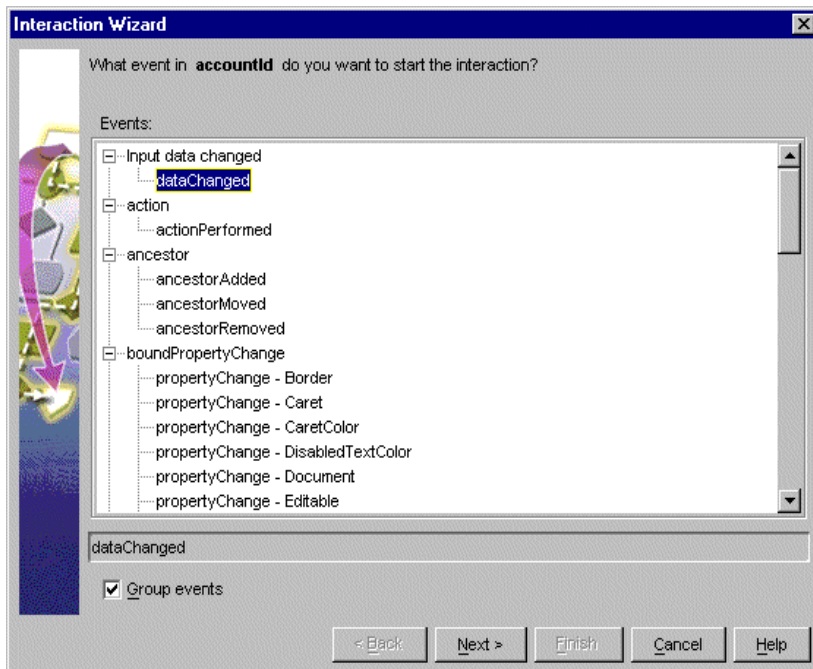 Interaction Wizard
What event in accountId do you want to start the interaction?
Events:
Input data changed
dataChanged
action
actionPerformed
ancestor
ancestorAdded
ancestorMoved
ancestorRemoved
boundPropertyChange
propertyChange - Border
propertyChange - Caret
propertyChange - CaretColor
propertyChange - DisabledTextColor
propertyChange - Document
propertyChange - Editable
dataChanged
Group events
< Back Next > Finish Cancel Help